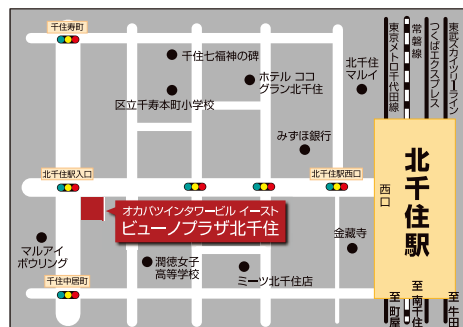 千住寿町
千住七福神の碑
ホテル ココ
グラン北千住
北千住
マルイ
区立千寿本町小学校
みずほ銀行
東京メトロ千代田線
常磐線
つくばエクスプレス
東武スカイツリーライン
北千住駅入口
北千住駅西口
西口
北千住駅
オカバツインタワービル イースト
ビューノプラザ北千住
マルアイ
ボウリング
潤徳女子
高等学校
ミーツ北千住店
金蔵寺
千住中居町
至町屋
至南千住
至牛田